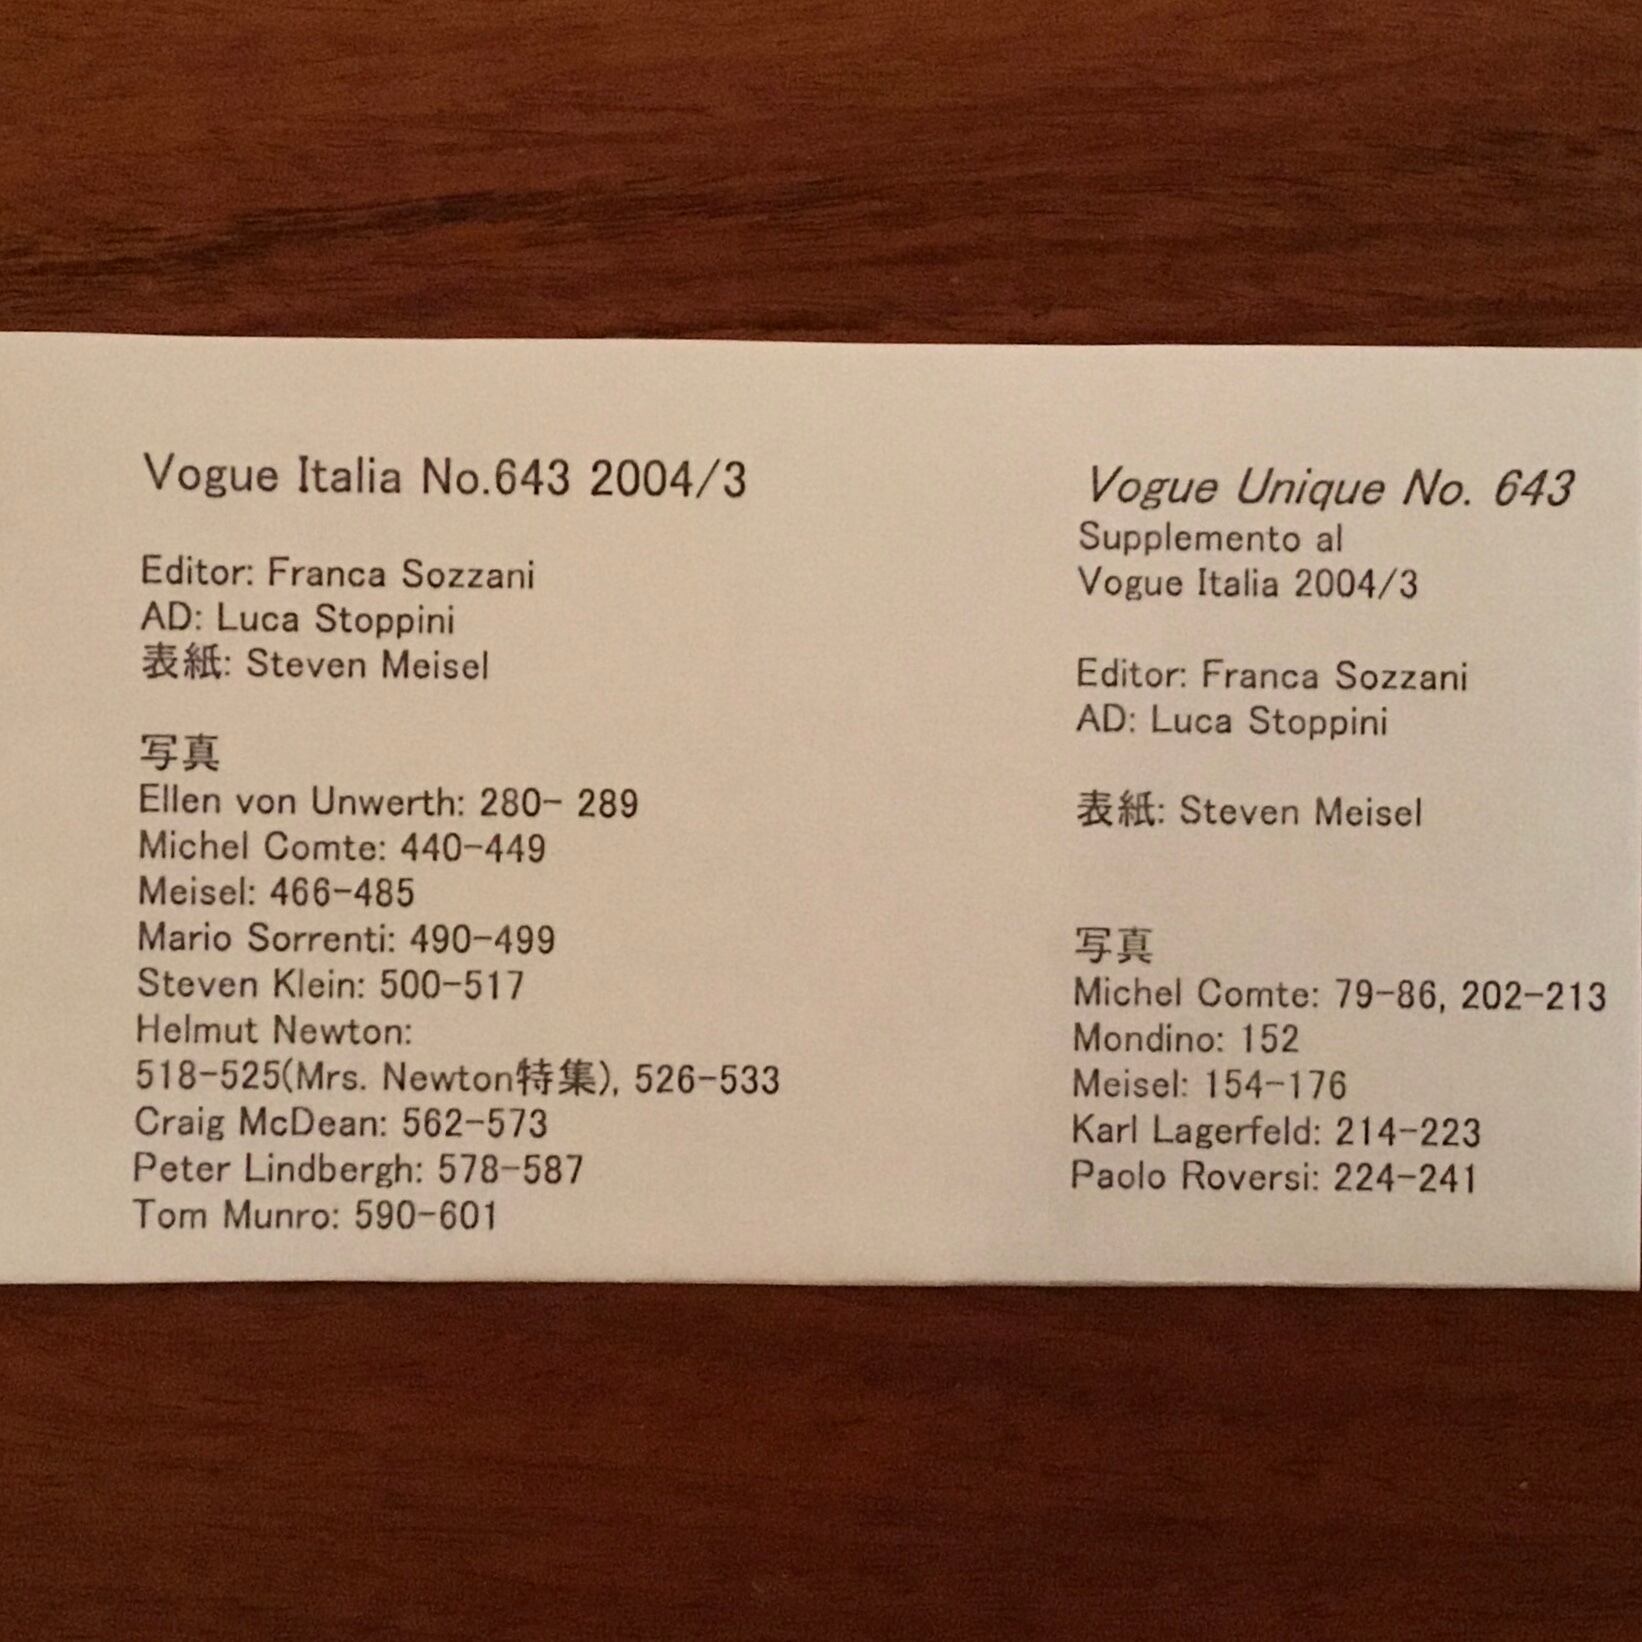 Vogue Italia No.643 2004/3
Editor: Franca Sozzani
AD: Luca Stoppini
表紙: Steven Meisel
写真
Ellen von Unwerth: 280- 289
Michel Comte: 440-449
Meisel: 466-485
Mario Sorrenti: 490-499
Steven Klein: 500-517
Helmut Newton:
518-525(Mrs. Newton特集), 526-533
Craig McDean: 562-573
Peter Lindbergh: 578-587
Tom Munro: 590-601
Vogue Unique No. 643
Supplemento al
Vogue Italia 2004/3
Editor: Franca Sozzani
AD: Luca Stoppini
表紙: Steven Meisel
写真
Michel Comte: 79-86, 202-213
Mondino: 152
Meisel: 154-176
Karl Lagerfeld: 214-223
Paolo Roversi: 224-241